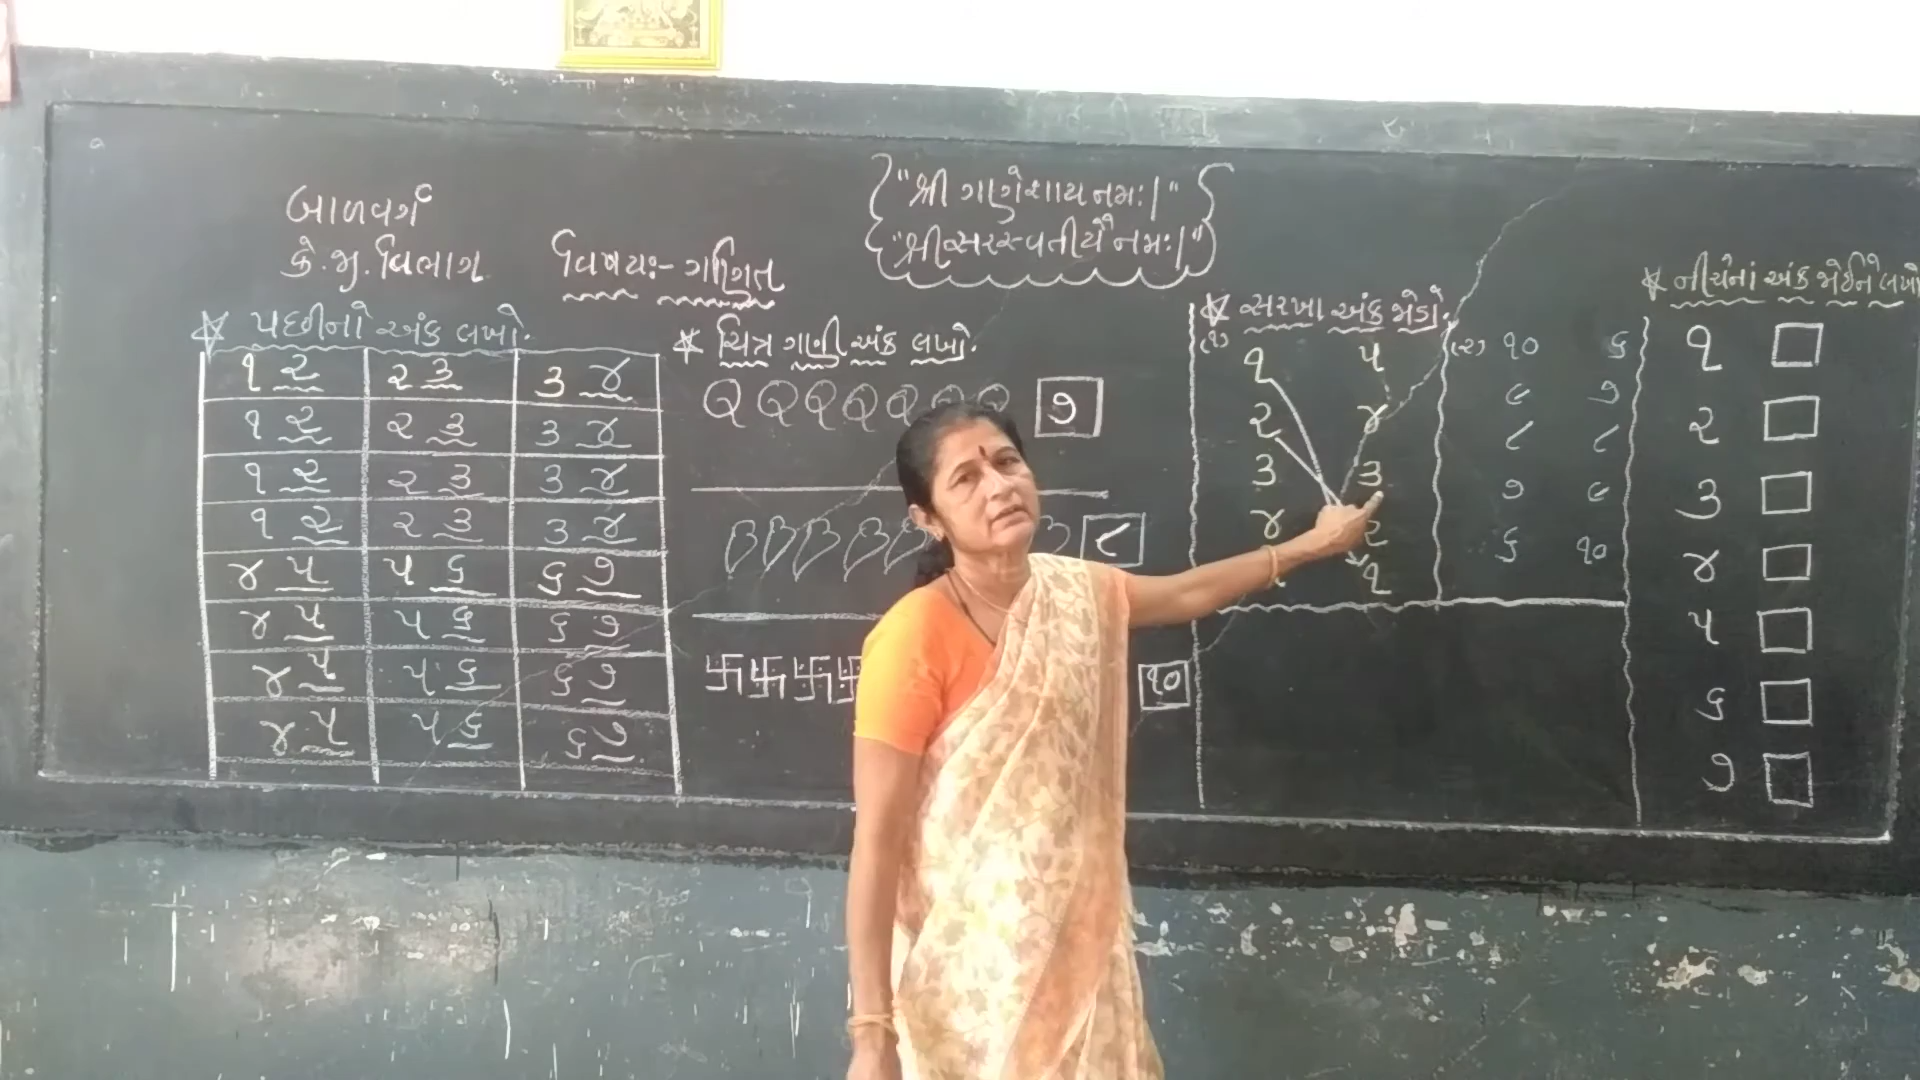 "શ્રી ગણેશાય નમઃ|"
"શ્રી સરસ્વતીયૈ નમઃ|"
બાળવર્ગ
કે.જી. વિભાગ
વિષયઃ- ગણિત
પછીનો અંક લખો.
૧ ૨ ૨ ૩ ૩ ૪
૧ ૨ ૨ ૩ ૩ ૪
૧ ૨ ૨ ૩ ૩ ૪
૧ ૨ ૨ ૩ ૩ ૪
૪ ૫ ૫ ૬ ૬ ૭
૪ ૫ ૫ ૬ ૬ ૭
૪ ૫ ૫ ૬ ૬ ૭
૪ ૫ ૫ ૬ ૬ ૭
ચિત્ર ગણી અંક લખો.
૭
૮
૧૦
સરખા અંક જોડો.
(૧) ૧ ૫
૨ ૪
૩ ૩
૪ ૨
૧
(૨) ૧૦ ૬
૯ ૭
૮ ૮
૭ ૯
૬ ૧૦
નીચેનાં અંક જોઈને લખો
૧
૨
૩
૪
૫
૬
૭